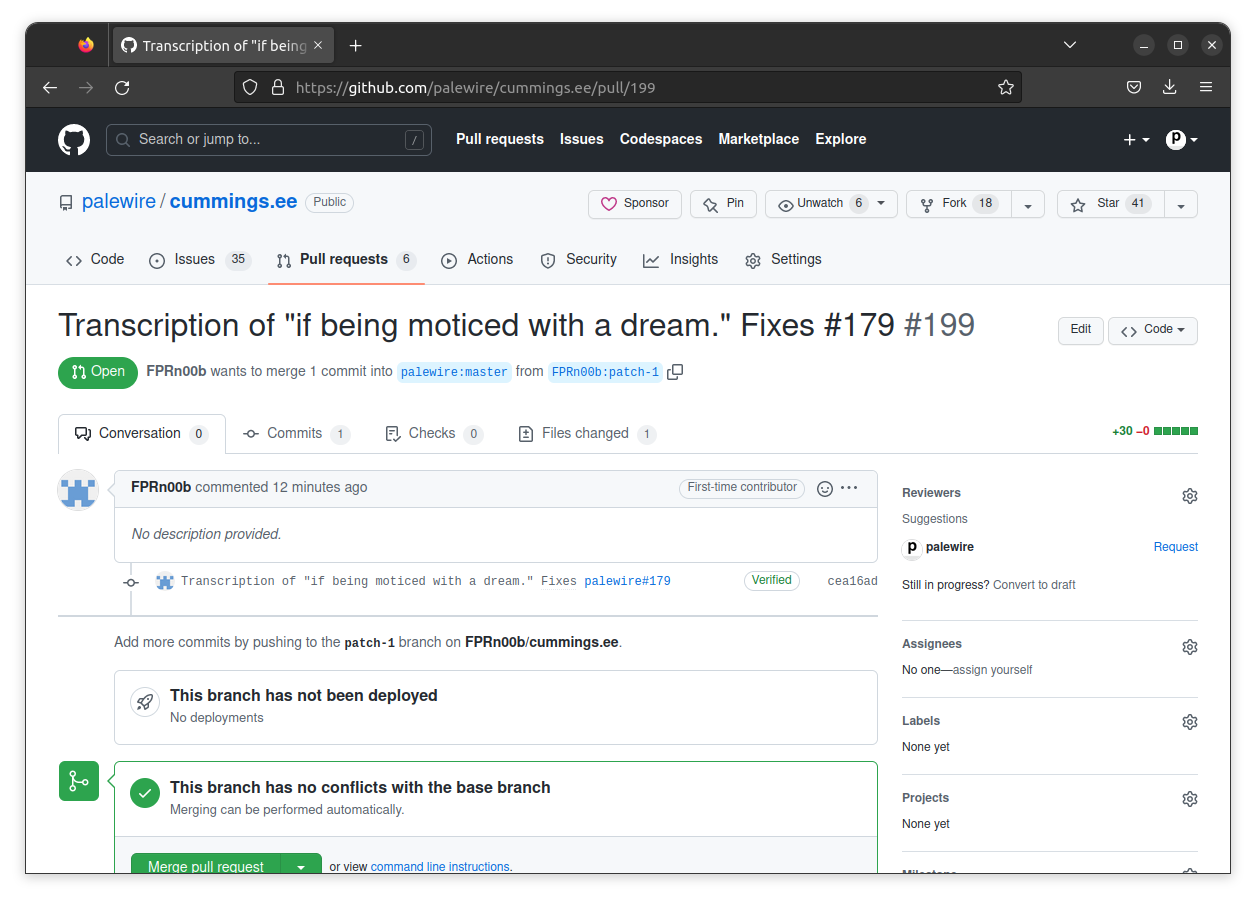 Transcription of "if being
https://github.com/palewire/cummings.ee/pull/199
Search or jump to... / Pull requests Issues Codespaces Marketplace Explore p
palewire / cummings.ee Public Sponsor Pin Unwatch 6 Fork 18 Star 41
Code Issues 35 Pull requests 6 Actions Security Insights Settings
Transcription of "if being moticed with a dream." Fixes #179 #199 Edit Code
Open FPRn00b wants to merge 1 commit into palewire:master from FPRn00b:patch-1
Conversation 0 Commits 1 Checks 0 Files changed 1 +30 −0
FPRn00b commented 12 minutes ago First-time contributor
No description provided.
Transcription of "if being moticed with a dream." Fixes palewire#179 Verified cea16ad
Add more commits by pushing to the patch-1 branch on FPRn00b/cummings.ee.
This branch has not been deployed
No deployments
This branch has no conflicts with the base branch
Merging can be performed automatically.
Merge pull request or view command line instructions.
Reviewers
Suggestions
p palewire Request
Still in progress? Convert to draft
Assignees
No one—assign yourself
Labels
None yet
Projects
None yet
Milestone